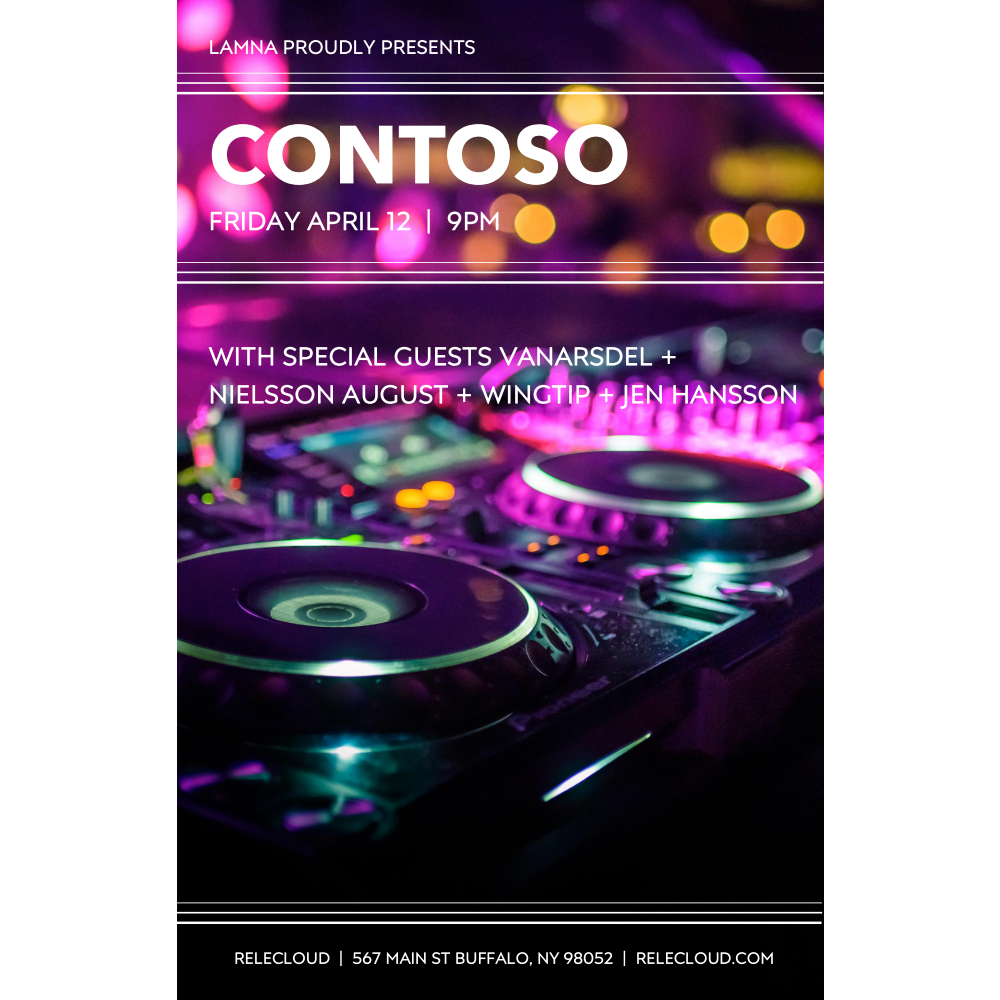 LAMNA PROUDLY PRESENTS
CONTOSO
FRIDAY APRIL 12 | 9PM
WITH SPECIAL GUESTS VANARSDEL +
NIELSSON AUGUST + WINGTIP + JEN HANSSON
Pioneer
RELECLOUD | 567 MAIN ST BUFFALO, NY 98052 | RELECLOUD.COM